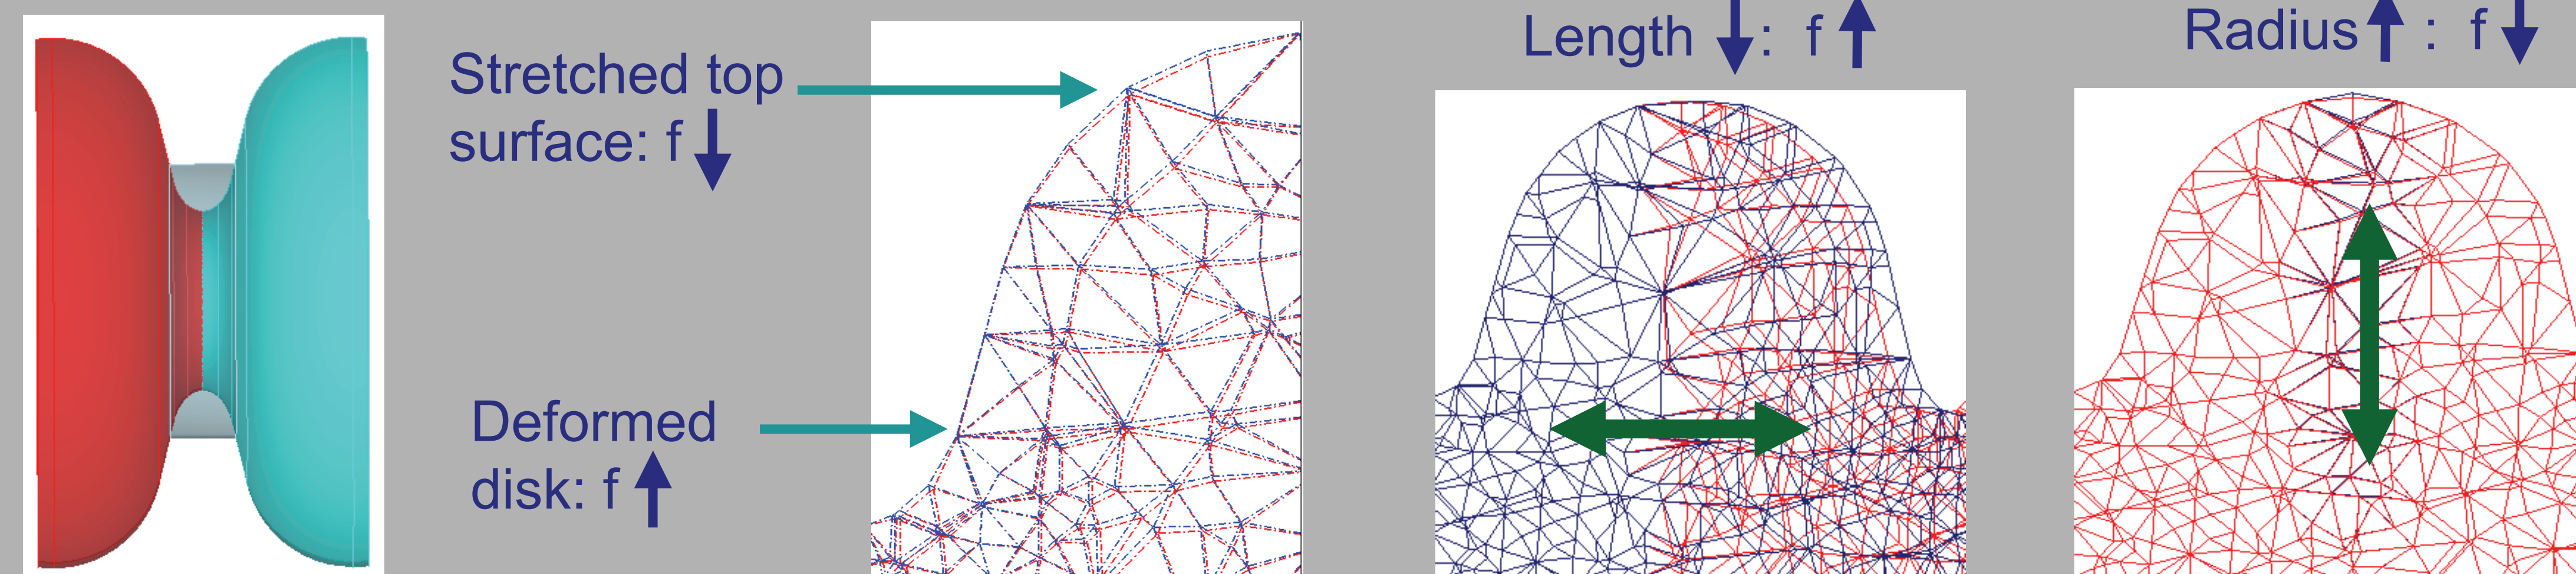 Stretched top
surface: f ↓
Deformed
disk: f ↑
Length ↓ : f ↑
Radius ↑ : f ↓